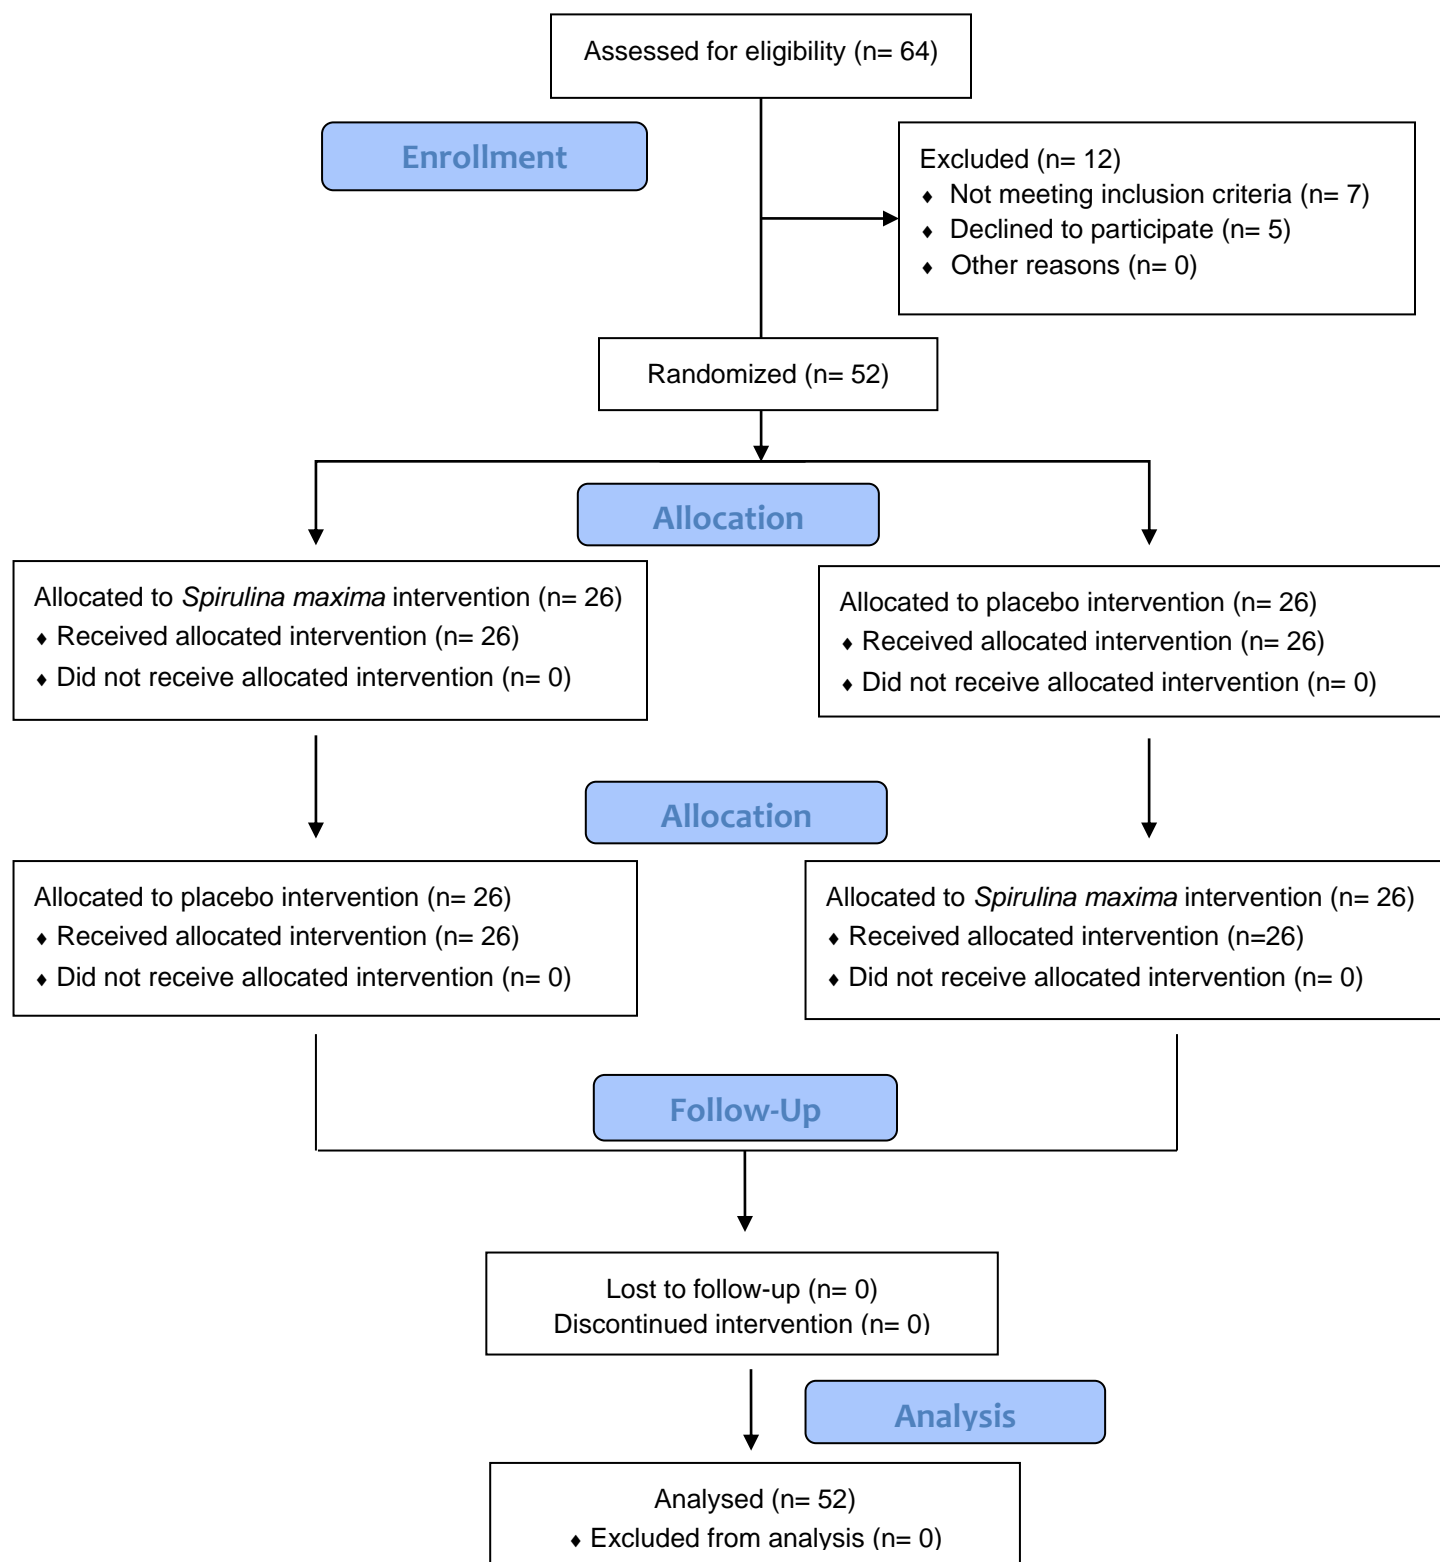 Assessed for eligibility (n= 64)
Enrollment
Excluded (n= 12)
♦ Not meeting inclusion criteria (n= 7)
♦ Declined to participate (n= 5)
♦ Other reasons (n= 0)
Randomized (n= 52)
Allocation
Allocated to Spirulina maxima intervention (n= 26)
♦ Received allocated intervention (n= 26)
♦ Did not receive allocated intervention (n= 0)
Allocated to placebo intervention (n= 26)
♦ Received allocated intervention (n= 26)
♦ Did not receive allocated intervention (n= 0)
Allocation
Allocated to placebo intervention (n= 26)
♦ Received allocated intervention (n= 26)
♦ Did not receive allocated intervention (n= 0)
Allocated to Spirulina maxima intervention (n= 26)
♦ Received allocated intervention (n=26)
♦ Did not receive allocated intervention (n= 0)
Follow-Up
Lost to follow-up (n= 0)
Discontinued intervention (n= 0)
Analysis
Analysed (n= 52)
♦ Excluded from analysis (n= 0)